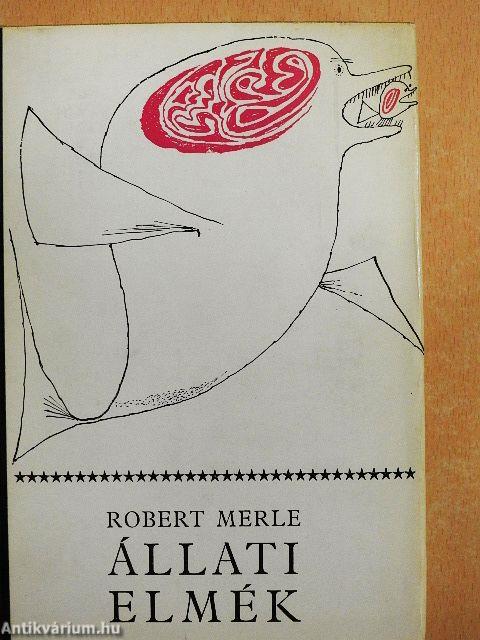 ROBERT MERLE
ÁLLATI
ELMÉK
Antikvárium.hu